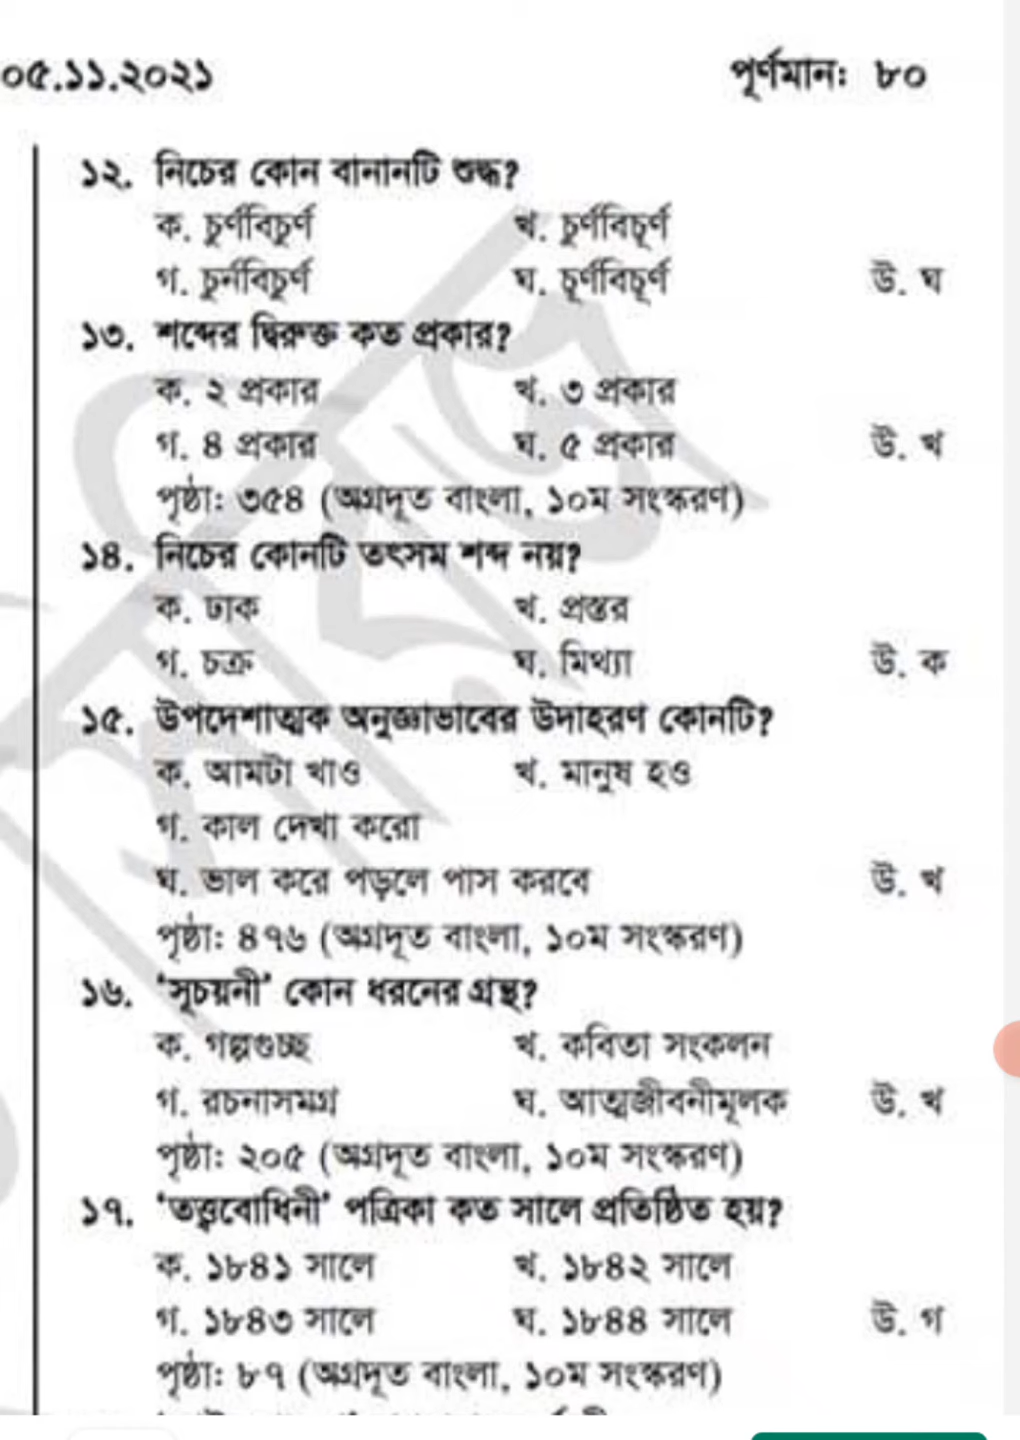 ০৫.১১.২০২১ পূর্ণমান: ৮০
১২. নিচের কোন বানানটি শুদ্ধ?
ক. চুর্ণবিচুর্ণ খ. চুর্ণবিচূর্ণ
গ. চুর্নবিচুর্ণ ঘ. চূর্ণবিচূর্ণ উ. ঘ
১৩. শব্দের দ্বিরুক্ত কত প্রকার?
ক. ২ প্রকার খ. ৩ প্রকার
গ. ৪ প্রকার ঘ. ৫ প্রকার উ. খ
পৃষ্ঠা: ৩৫৪ (অগ্রদূত বাংলা, ১০ম সংস্করণ)
১৪. নিচের কোনটি তৎসম শব্দ নয়?
ক. ঢাক খ. প্রস্তর
গ. চক্র ঘ. মিথ্যা উ. ক
১৫. উপদেশাত্মক অনুজ্ঞাভাবের উদাহরণ কোনটি?
ক. আমটা খাও খ. মানুষ হও
গ. কাল দেখা করো
ঘ. ভাল করে পড়লে পাস করবে উ. খ
পৃষ্ঠা: ৪৭৬ (অগ্রদূত বাংলা, ১০ম সংস্করণ)
১৬. 'সূচয়নী' কোন ধরনের গ্রন্থ?
ক. গল্পগুচ্ছ খ. কবিতা সংকলন
গ. রচনাসমগ্র ঘ. আত্মজীবনীমূলক উ. খ
পৃষ্ঠা: ২০৫ (অগ্রদূত বাংলা, ১০ম সংস্করণ)
১৭. 'তত্ত্ববোধিনী' পত্রিকা কত সালে প্রতিষ্ঠিত হয়?
ক. ১৮৪১ সালে খ. ১৮৪২ সালে
গ. ১৮৪৩ সালে ঘ. ১৮৪৪ সালে উ. গ
পৃষ্ঠা: ৮৭ (অগ্রদূত বাংলা, ১০ম সংস্করণ)